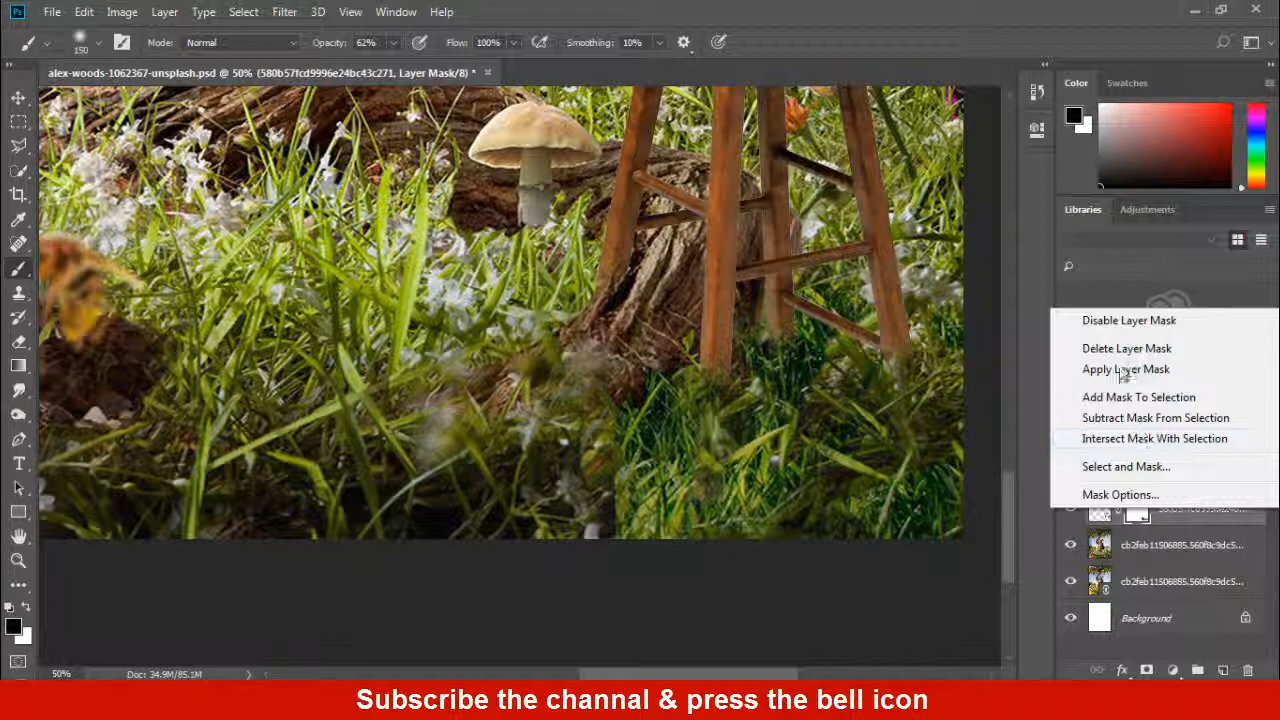 Ps File Edit Image Layer Type Select Filter 3D View Window Help
150 Mode: Normal Opacity: 62% Flow: 100% Smoothing: 10%
alex-woods-1062367-unsplash.psd @ 50% (580b57fcd9996e24bc43c271, Layer Mask/8) *
Color Swatches
Libraries Adjustments
Disable Layer Mask
Delete Layer Mask
Apply Layer Mask
Add Mask To Selection
Subtract Mask From Selection
Intersect Mask With Selection
Select and Mask...
Mask Options...
cb2feb11506885.560f8c9dc5...
cb2feb11506885.560f8c9dc5...
Background
50% Doc: 34.9M/85.1M
fx
Subscribe the channel & press the bell icon